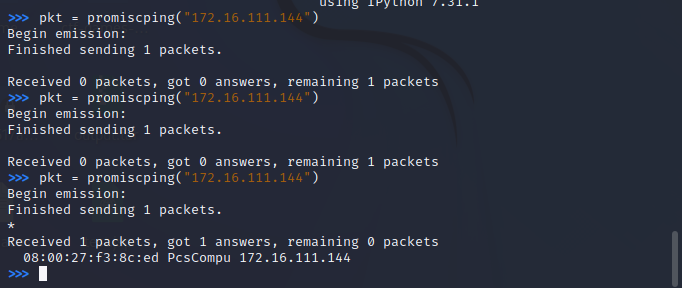 using IPython 7.31.1
>>> pkt = promiscping("172.16.111.144")
Begin emission:
Finished sending 1 packets.

Received 0 packets, got 0 answers, remaining 1 packets
>>> pkt = promiscping("172.16.111.144")
Begin emission:
Finished sending 1 packets.

Received 0 packets, got 0 answers, remaining 1 packets
>>> pkt = promiscping("172.16.111.144")
Begin emission:
Finished sending 1 packets.
*
Received 1 packets, got 1 answers, remaining 0 packets
  08:00:27:f3:8c:ed PcsCompu 172.16.111.144
>>>